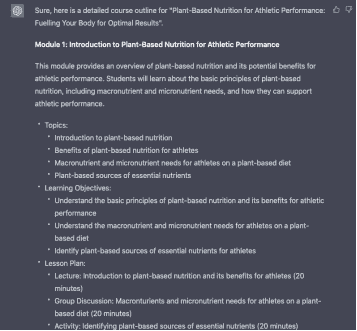 Sure, here is a detailed course outline for "Plant-Based Nutrition for Athletic Performance:
Fuelling Your Body for Optimal Results".
Module 1: Introduction to Plant-Based Nutrition for Athletic Performance
This module provides an overview of plant-based nutrition and its potential benefits for
athletic performance. Students will learn about the basic principles of plant-based
nutrition, including macronutrient and micronutrient needs, and how they can support
athletic performance.
• Topics:
• Introduction to plant-based nutrition
• Benefits of plant-based nutrition for athletes
• Macronutrient and micronutrient needs for athletes on a plant-based diet
• Plant-based sources of essential nutrients
• Learning Objectives:
• Understand the basic principles of plant-based nutrition and its benefits for athletic
performance
• Understand the macronutrient and micronutrient needs for athletes on a plant-
based diet
• Identify plant-based sources of essential nutrients for athletes
• Lesson Plan:
• Lecture: Introduction to plant-based nutrition and its benefits for athletes (20
minutes)
• Group Discussion: Macronturients and micronutrient needs for athletes on a plant-
based diet (20 minutes)
• Activity: Identifying plant-based sources of essential nutrients (20 minutes)